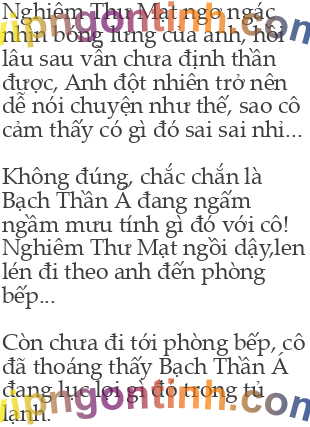 Nghiêm Thư Mạt ngơ ngác
nhìn bóng lưng của anh, hồi
lâu sau vẫn chưa định thần
được, Anh đột nhiên trở nên
dễ nói chuyện như thế, sao cô
cảm thấy có gì đó sai sai nhỉ...
Không đúng, chắc chắn là
Bạch Thần Á đang ngấm
ngầm mưu tính gì đó với cô!
Nghiêm Thư Mạt ngồi dậy,len
lén đi theo anh đến phòng
bếp...
Còn chưa đi tới phòng bếp, cô
đã thoáng thấy Bạch Thần Á
đang lục lọi gì đó trong tủ
lạnh.